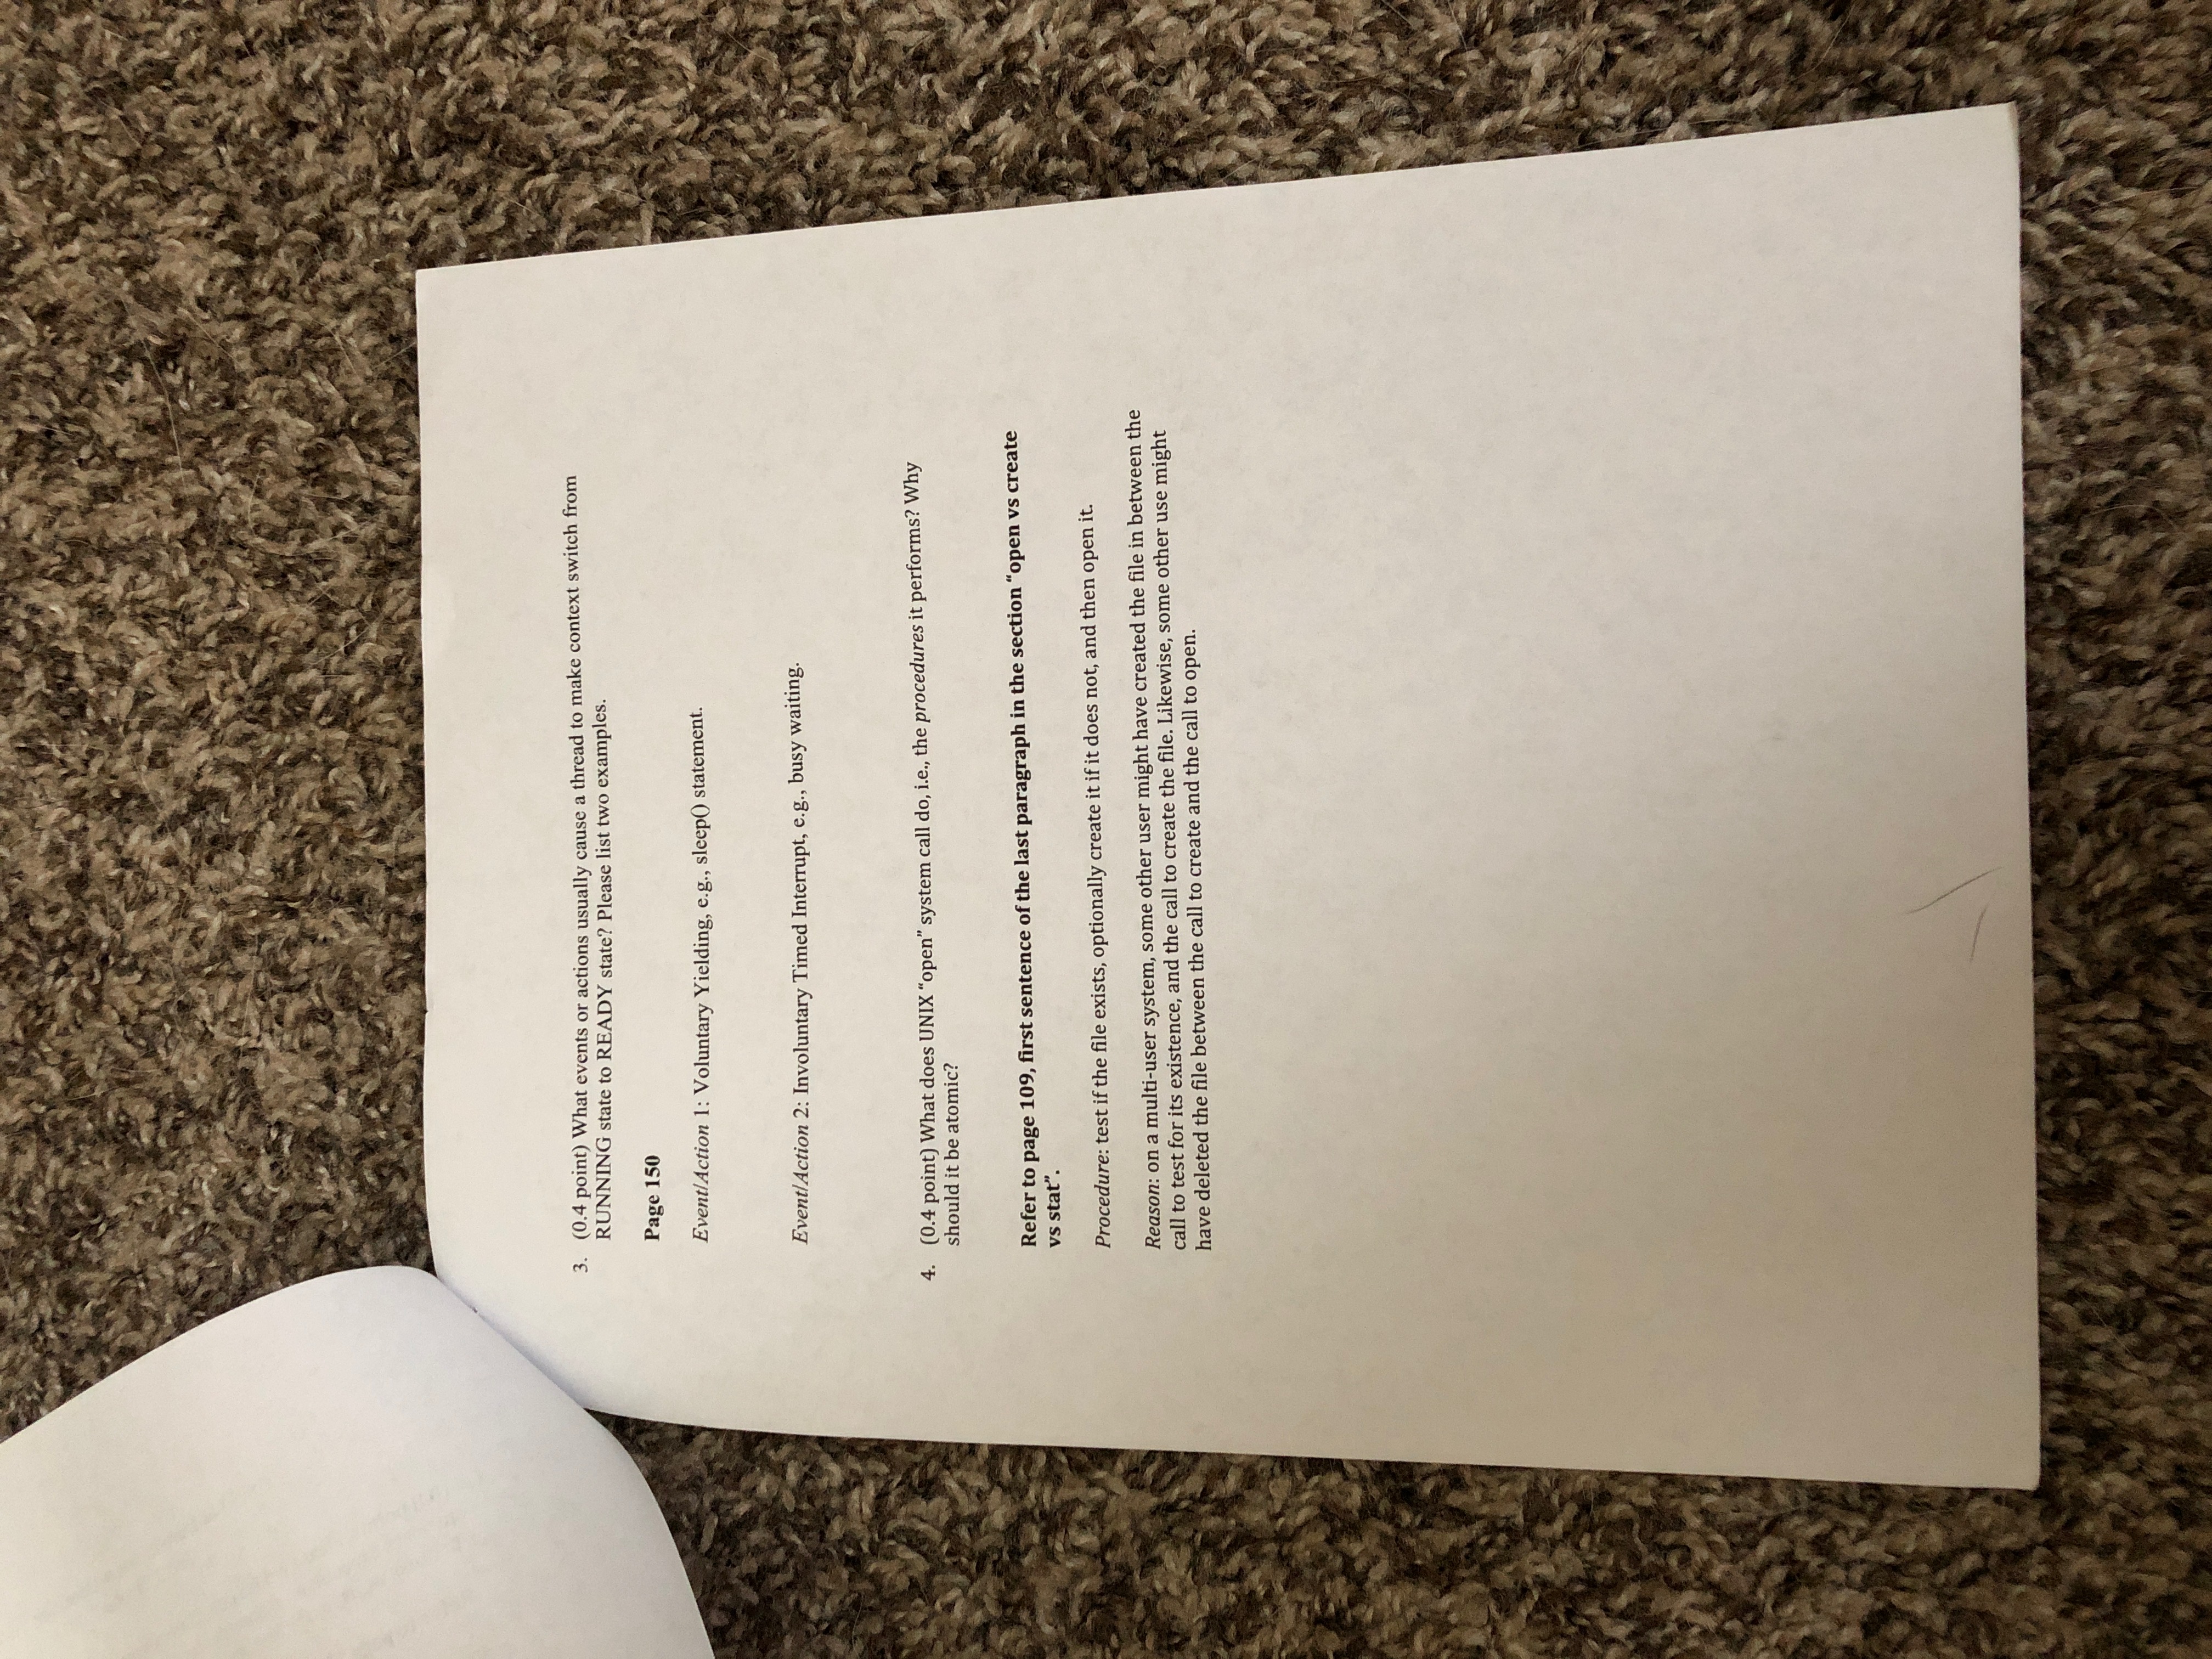 3. (0.4 point) What events or actions usually cause a thread to make context switch from
RUNNING state to READY state? Please list two examples.
Page 150
Event/Action 1: Voluntary Yielding, e.g., sleep() statement.
Event/Action 2: Involuntary Timed Interrupt, e.g., busy waiting.
4. (0.4 point) What does UNIX “open” system call do, i.e., the procedures it performs? Why
should it be atomic?
Refer to page 109, first sentence of the last paragraph in the section “open vs create
vs stat”.
Procedure: test if the file exists, optionally create it if it does not, and then open it.
Reason: on a multi-user system, some other user might have created the file in between the
call to test for its existence, and the call to create the file. Likewise, some other use might
have deleted the file between the call to create and the call to open.